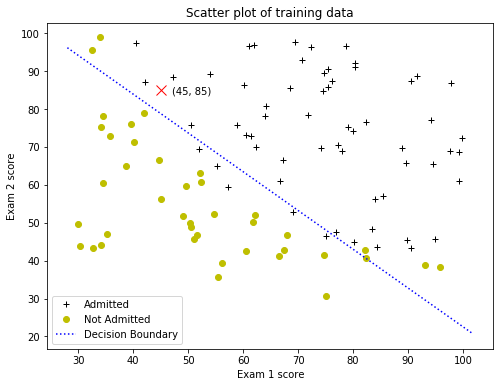 Scatter plot of training data
Exam 2 score
100
90
80
70
60
50
40
30
20
(45, 85)
Admitted
Not Admitted
Decision Boundary
30 40 50 60 70 80 90 100
Exam 1 score